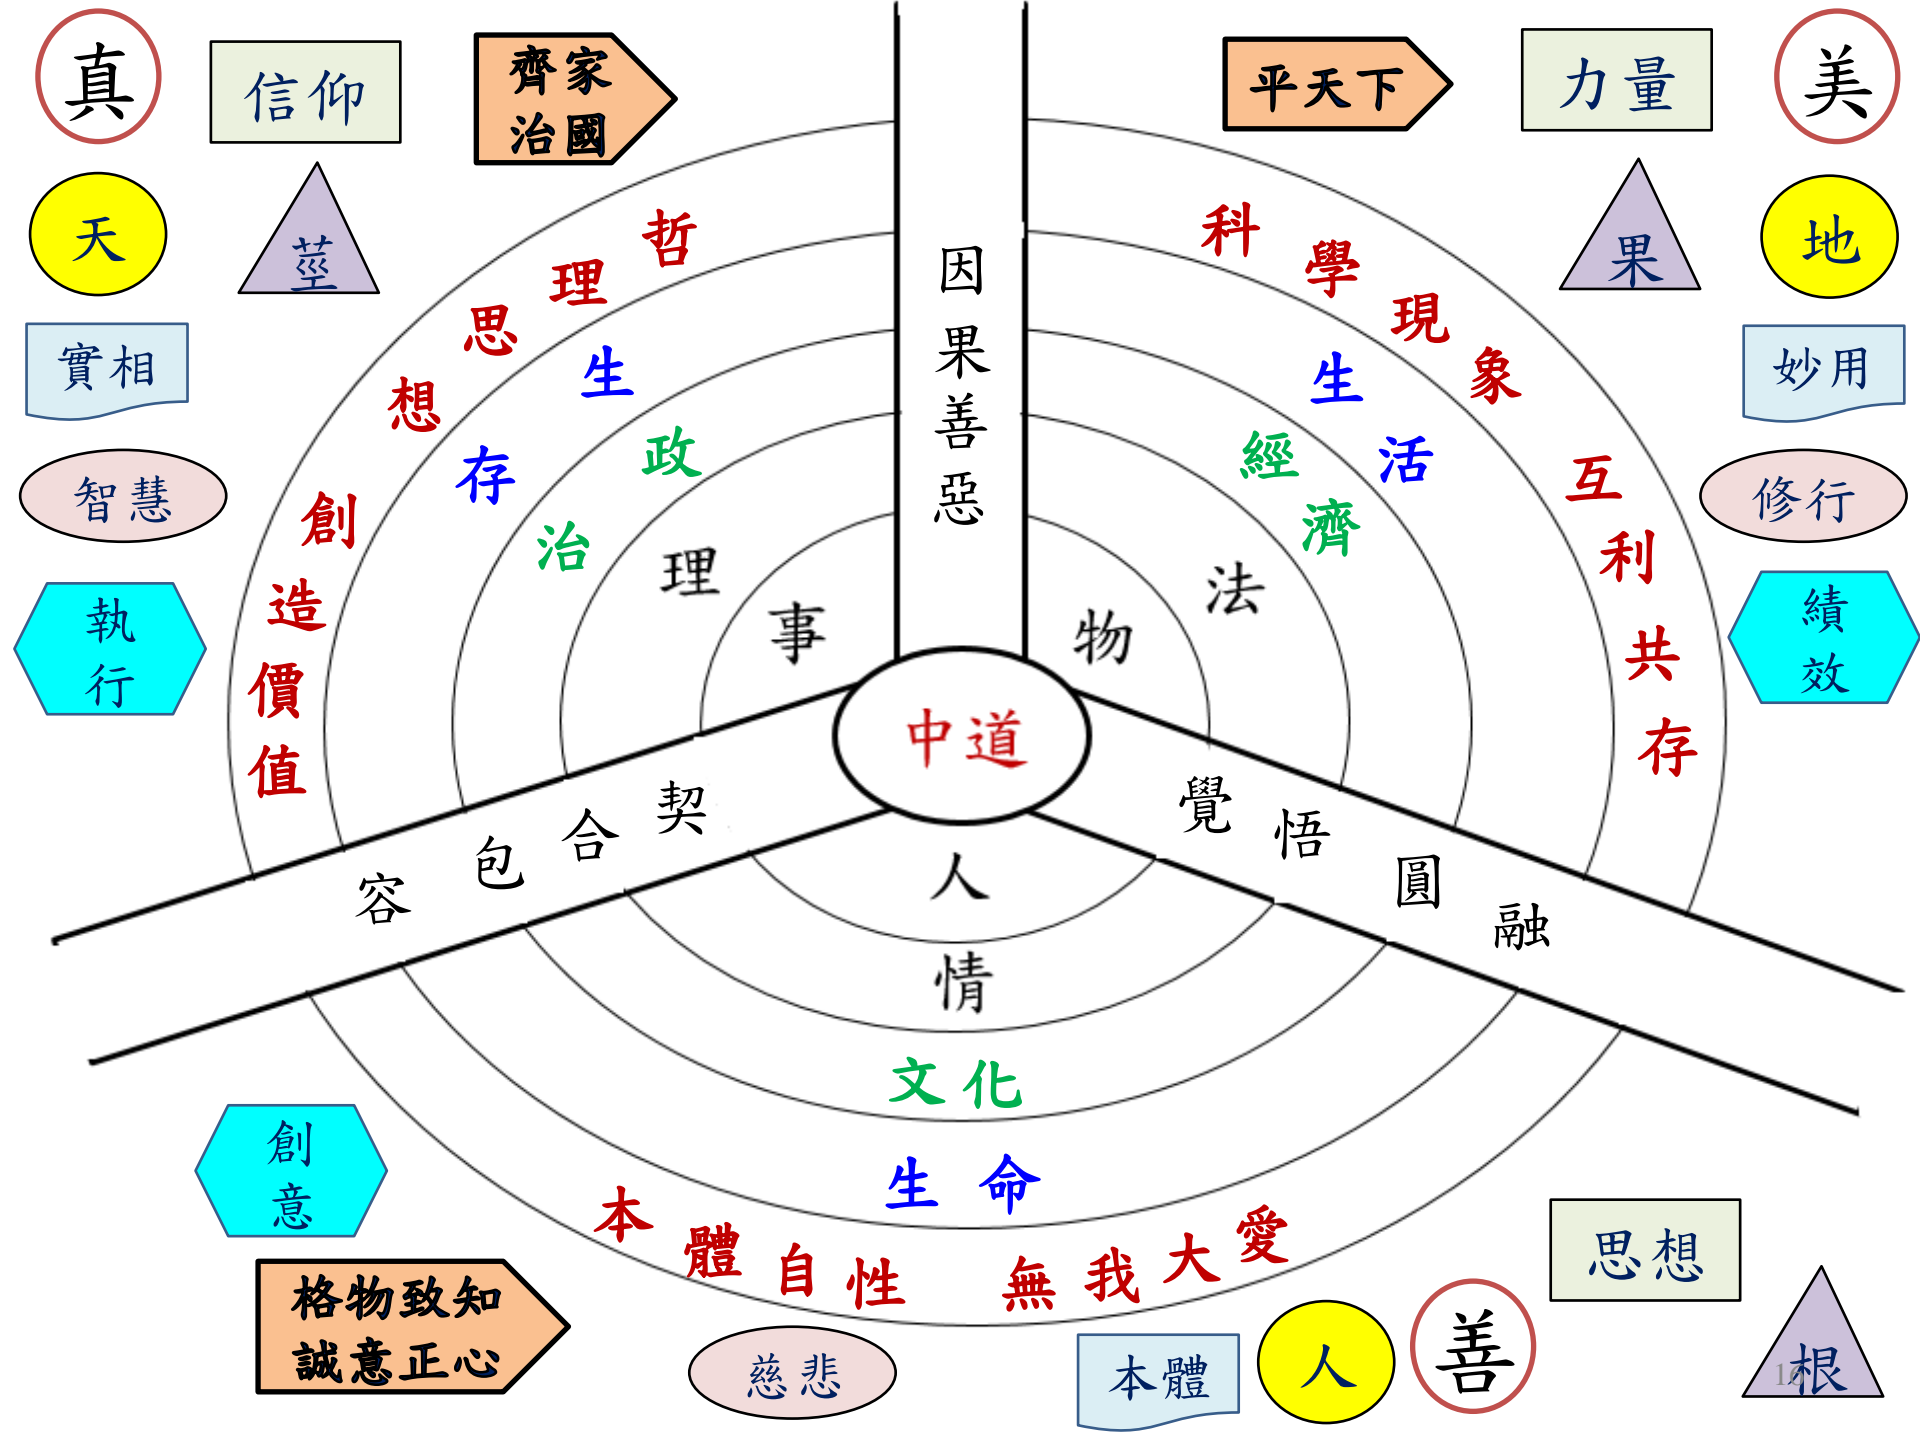 真
信仰
齊家
治國
平天下
力量
美
天
莖
果
地
實相
妙用
智慧
修行
執
行
績
效
哲理思想
創造價值
科學現象
互利共存
生存
生活
政治
經濟
理
法
事
物
因果善惡
中道
契合包容
覺悟圓融
人
情
文化
生命
本體自性
無我大愛
創
意
格物致知
誠意正心
慈悲
本體
人
善
思想
根
16